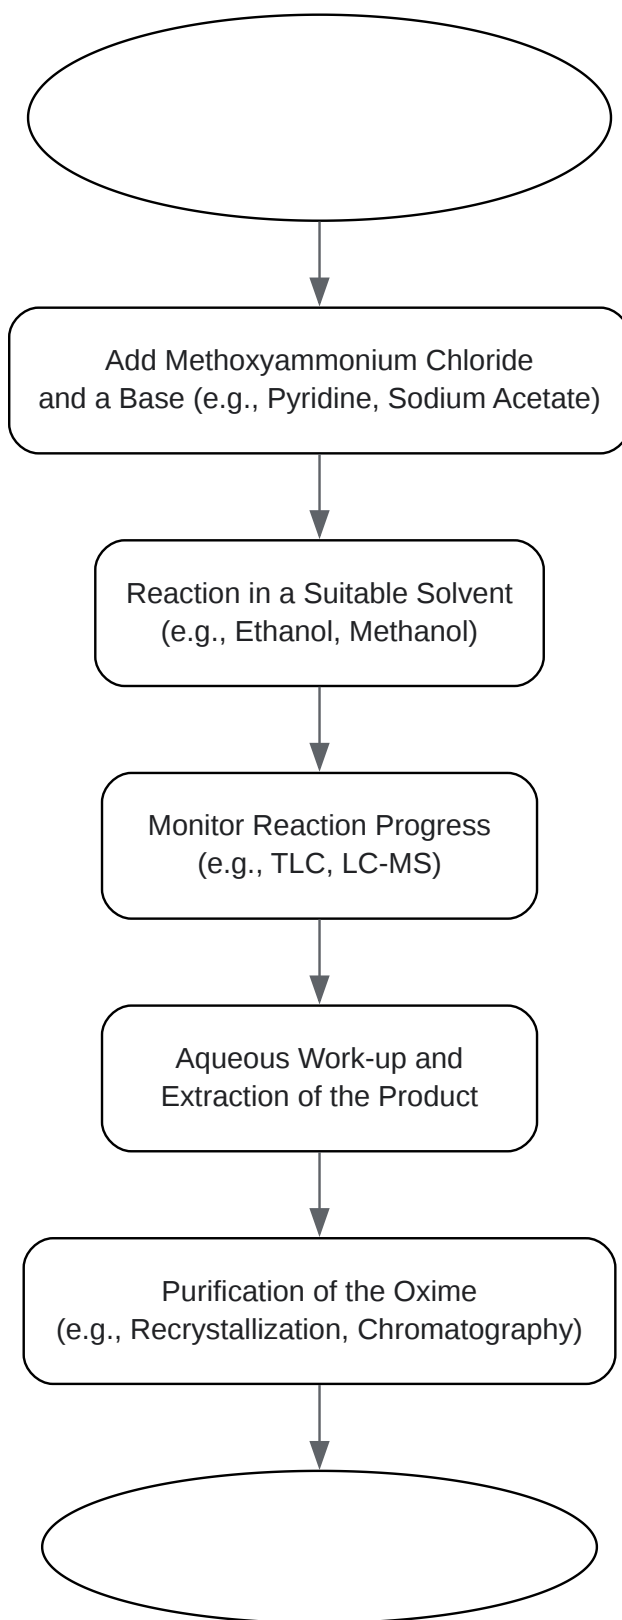 Add Methoxyammonium Chloride
and a Base (e.g., Pyridine, Sodium Acetate)
Reaction in a Suitable Solvent
(e.g., Ethanol, Methanol)
Monitor Reaction Progress
(e.g., TLC, LC-MS)
Aqueous Work-up and
Extraction of the Product
Purification of the Oxime
(e.g., Recrystallization, Chromatography)